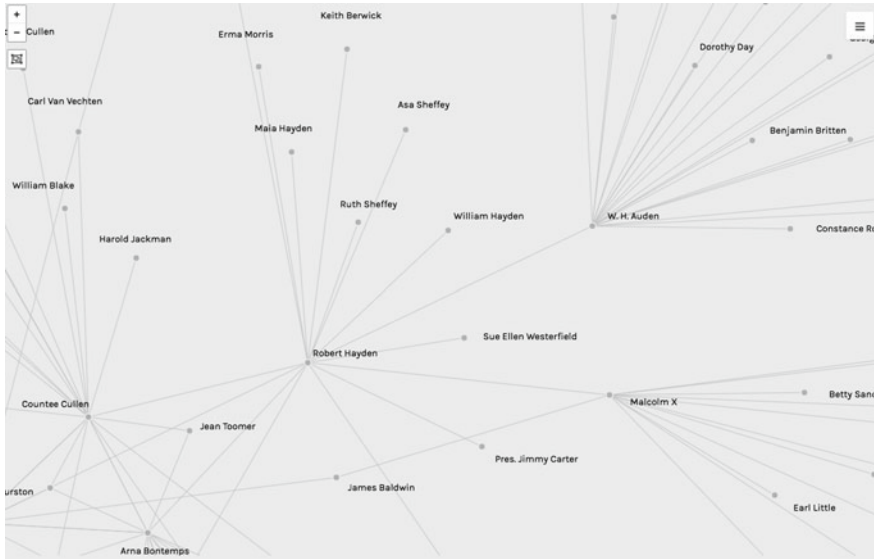 +
−
Cullen
Keith Berwick
Erma Morris
Dorothy Day
Carl Van Vechten
Asa Sheffey
Maia Hayden
Benjamin Britten
William Blake
Ruth Sheffey
William Hayden
W. H. Auden
Constance
Harold Jackman
Sue Ellen Westerfield
Robert Hayden
Countee Cullen
Malcolm X
Betty
Jean Toomer
Pres. Jimmy Carter
James Baldwin
urston
Earl Little
Arna Bontemps